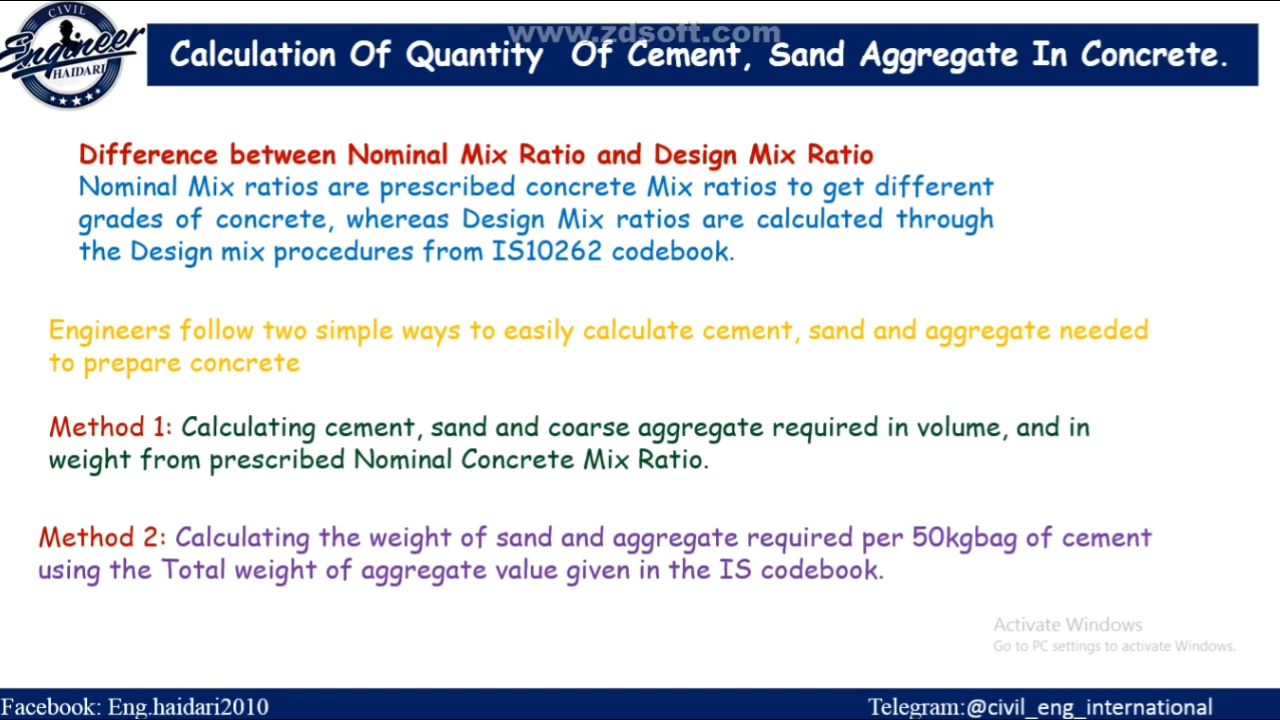 CIVIL
Engineer
HAIDARI
www.zdsoft.com
Calculation Of Quantity Of Cement, Sand Aggregate In Concrete.
Difference between Nominal Mix Ratio and Design Mix Ratio
Nominal Mix ratios are prescribed concrete Mix ratios to get different
grades of concrete, whereas Design Mix ratios are calculated through
the Design mix procedures from IS10262 codebook.
Engineers follow two simple ways to easily calculate cement, sand and aggregate needed
to prepare concrete
Method 1: Calculating cement, sand and coarse aggregate required in volume, and in
weight from prescribed Nominal Concrete Mix Ratio.
Method 2: Calculating the weight of sand and aggregate required per 50kgbag of cement
using the Total weight of aggregate value given in the IS codebook.
Activate Windows
Go to PC settings to activate Windows.
Facebook: Eng.haidari2010
Telegram:@civil_eng_international